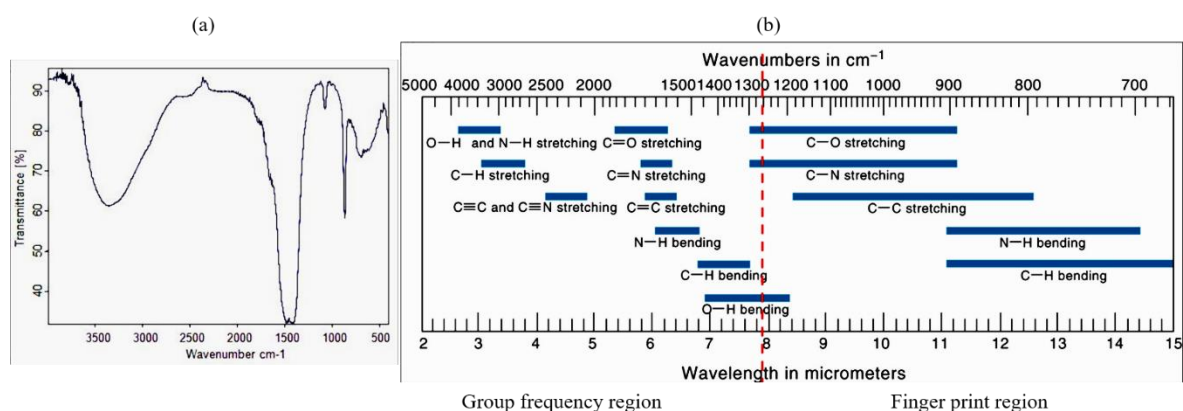 (a)
(b)
Transmittance [%]
90
80
70
60
50
40
3500 3000 2500 2000 1500 1000 500
Wavenumber cm-1
Wavenumbers in cm⁻¹
5000 4000 3000 2500 2000 1500 1400 1300 1200 1100 1000 900 800 700
O—H and N—H stretching C=O stretching C—O stretching
C—H stretching C=N stretching C—N stretching
C≡C and C≡N stretching C=C stretching C—C stretching
N—H bending N—H bending
C—H bending C—H bending
O—H bending
2 3 4 5 6 7 8 9 10 11 12 13 14 15
Wavelength in micrometers
Group frequency region Finger print region